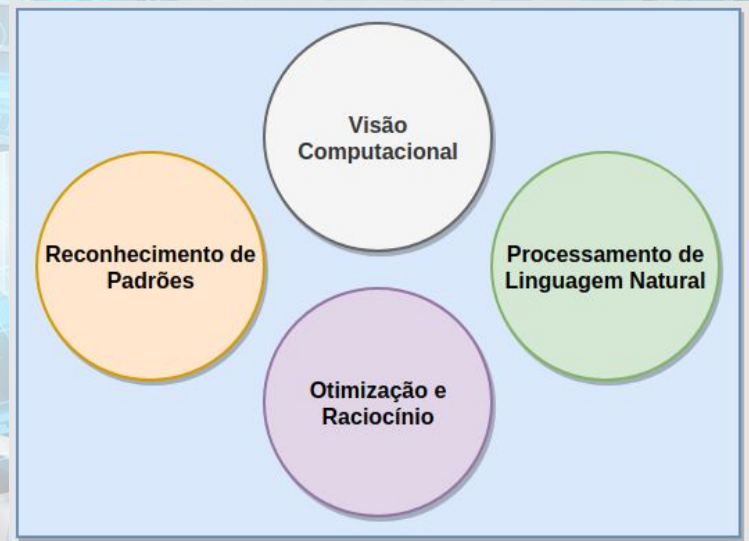 Visão
Computacional
Reconhecimento de
Padrões
Processamento de
Linguagem Natural
Otimização e
Raciocínio